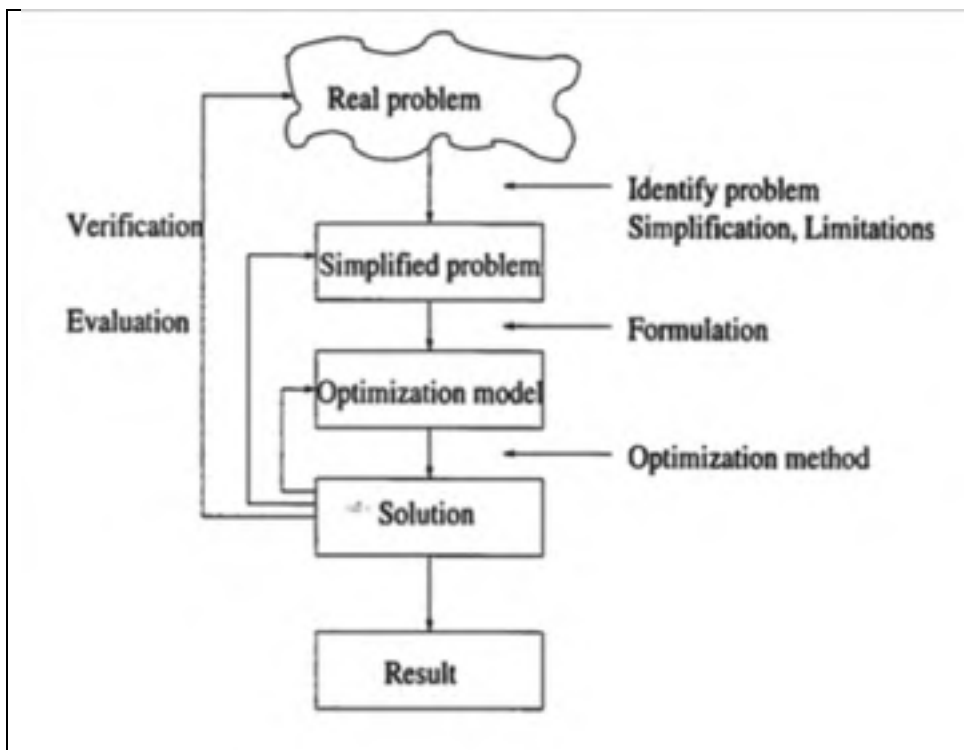 Real problem
Identify problem
Simplification, Limitations
Verification
Simplified problem
Evaluation
Formulation
Optimization model
Optimization method
Solution
Result